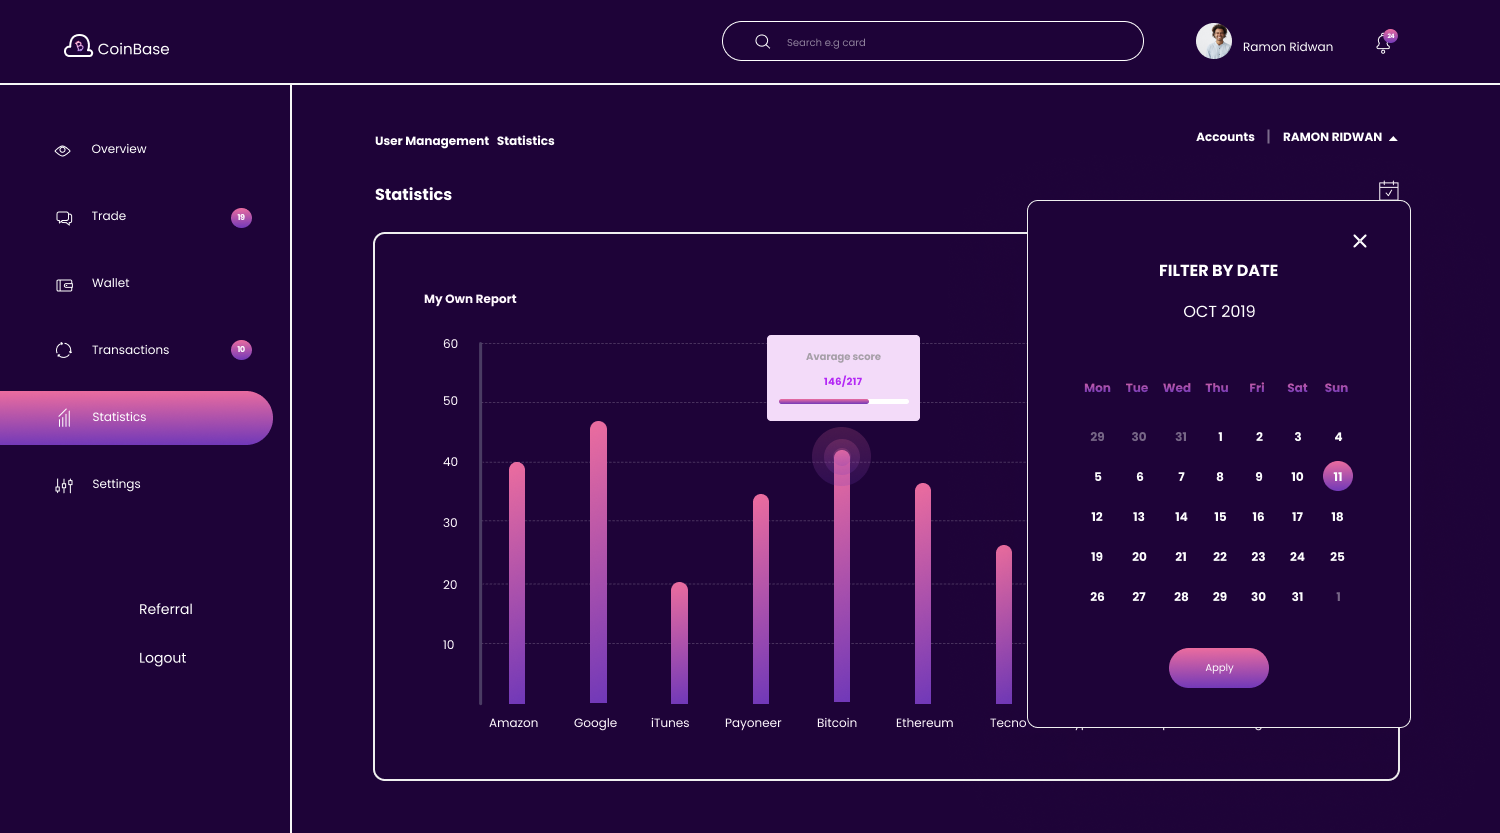 CoinBase
Search e.g card
Ramon Ridwan
24
Overview
Trade
19
Wallet
Transactions
10
Statistics
Settings
Referral
Logout
User Management Statistics
Accounts | RAMON RIDWAN
Statistics
My Own Report
60
50
40
30
20
10
Avarage score
146/217
Amazon Google iTunes Payoneer Bitcoin Ethereum Tecno
FILTER BY DATE
OCT 2019
Mon Tue Wed Thu Fri Sat Sun
29 30 31 1 2 3 4
5 6 7 8 9 10 11
12 13 14 15 16 17 18
19 20 21 22 23 24 25
26 27 28 29 30 31 1
Apply